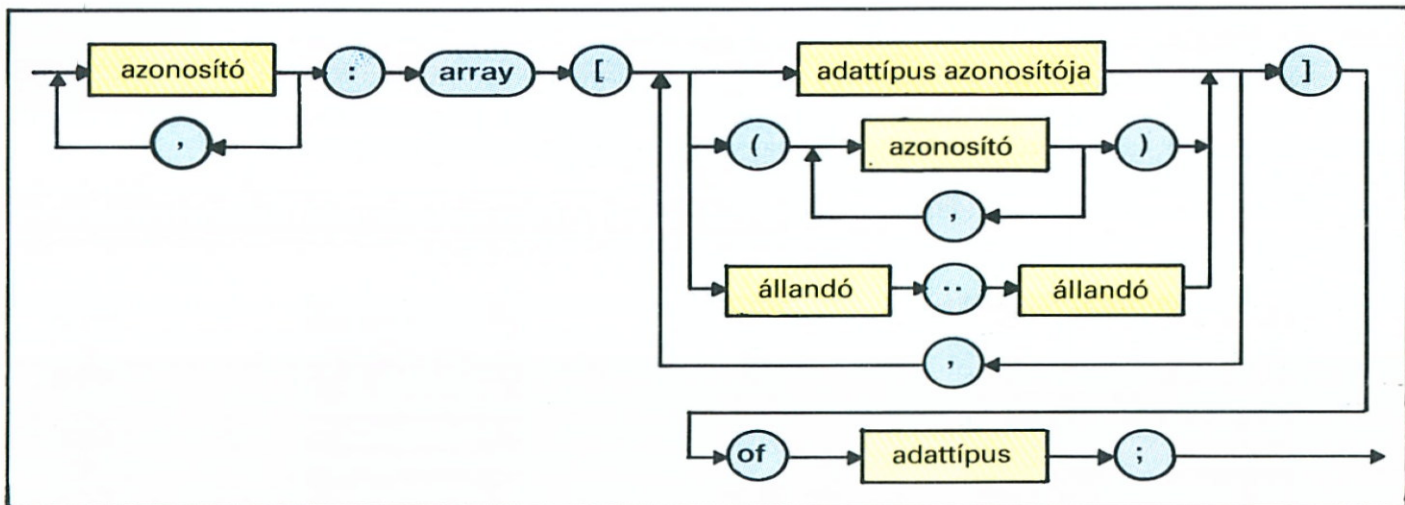 azonosító : array [ adattípus azonosítója ]
,
( azonosító )
,
állandó .. állandó
,
of adattípus ;